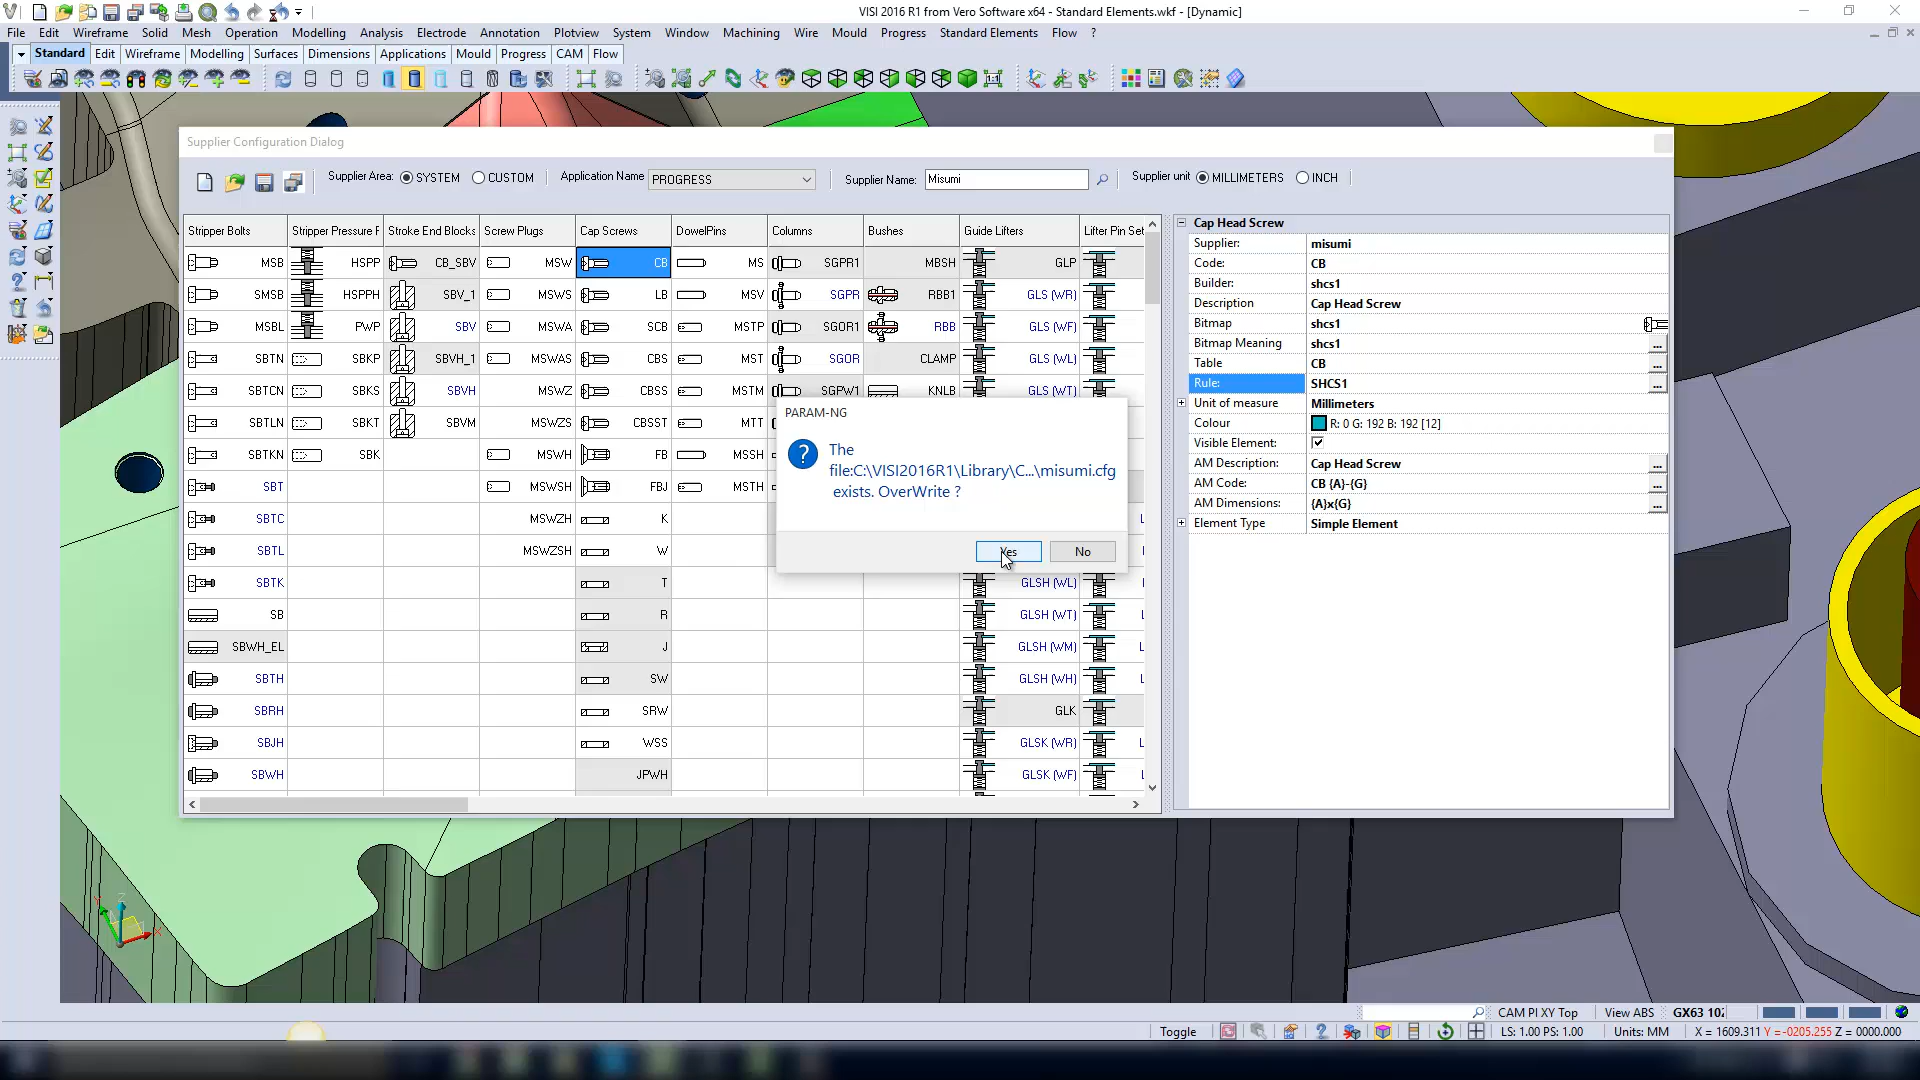 VISI 2016 R1 from Vero Software x64 - Standard Elements.wkf - [Dynamic]
File Edit Wireframe Solid Mesh Operation Modelling Analysis Electrode Annotation Plotview System Window Machining Wire Mould Progress Standard Elements Flow ?
Standard Edit Wireframe Modelling Surfaces Dimensions Applications Mould Progress CAM Flow
Supplier Configuration Dialog
Supplier Area: SYSTEM CUSTOM Application Name PROGRESS Supplier Name: Misumi Supplier unit MILLIMETERS INCH
Stripper Bolts Stripper Pressure F Stroke End Blocks Screw Plugs Cap Screws DowelPins Columns Bushes Guide Lifters Lifter Pin Set
MSB HSPP CB_SBV MSW CB MS SGPR1 MBSH GLP
SMSB HSPPH SBV_1 MSWS LB MSV SGPR RBB1 GLS (WR)
MSBL PWP SBV MSWA SCB MSTP SGOR1 RBB GLS (WF)
SBTN SBKP SBVH_1 MSWAS CBS MST SGOR CLAMP GLS (WL)
SBTCN SBKS SBVH MSWZ CBSS MSTM SGPW1 KNLB GLS (WT)
SBTLN SBKT SBVM MSWZS CBSST MTT
SBTKN SBK MSWH FB MSSH
SBT MSWSH FBJ MSTH
SBTC MSWZH K
SBTL MSWZSH W
SBTK T GLSH (WL)
SB R GLSH (WT)
SBWH_EL J GLSH (WM)
SBTH SW GLSH (WH)
SBRH SRW GLK
SBJH WSS GLSK (WR)
SBWH JPWH GLSK (WF)
PARAM-NG
The
file:C:\VISI2016R1\Library\C...\misumi.cfg
exists. OverWrite ?
Yes No
Cap Head Screw
Supplier: misumi
Code: CB
Builder: shcs1
Description Cap Head Screw
Bitmap shcs1
Bitmap Meaning shcs1 ...
Table CB ...
Rule: SHCS1 ...
Unit of measure Millimeters
Colour R: 0 G: 192 B: 192 [12]
Visible Element:
AM Description: Cap Head Screw ...
AM Code: CB {A}-{G} ...
AM Dimensions: {A}x{G} ...
Element Type Simple Element
CAM PI XY Top View ABS GX63 102
Toggle LS: 1.00 PS: 1.00 Units: MM X = 1609.311 Y =-0205.255 Z = 0000.000